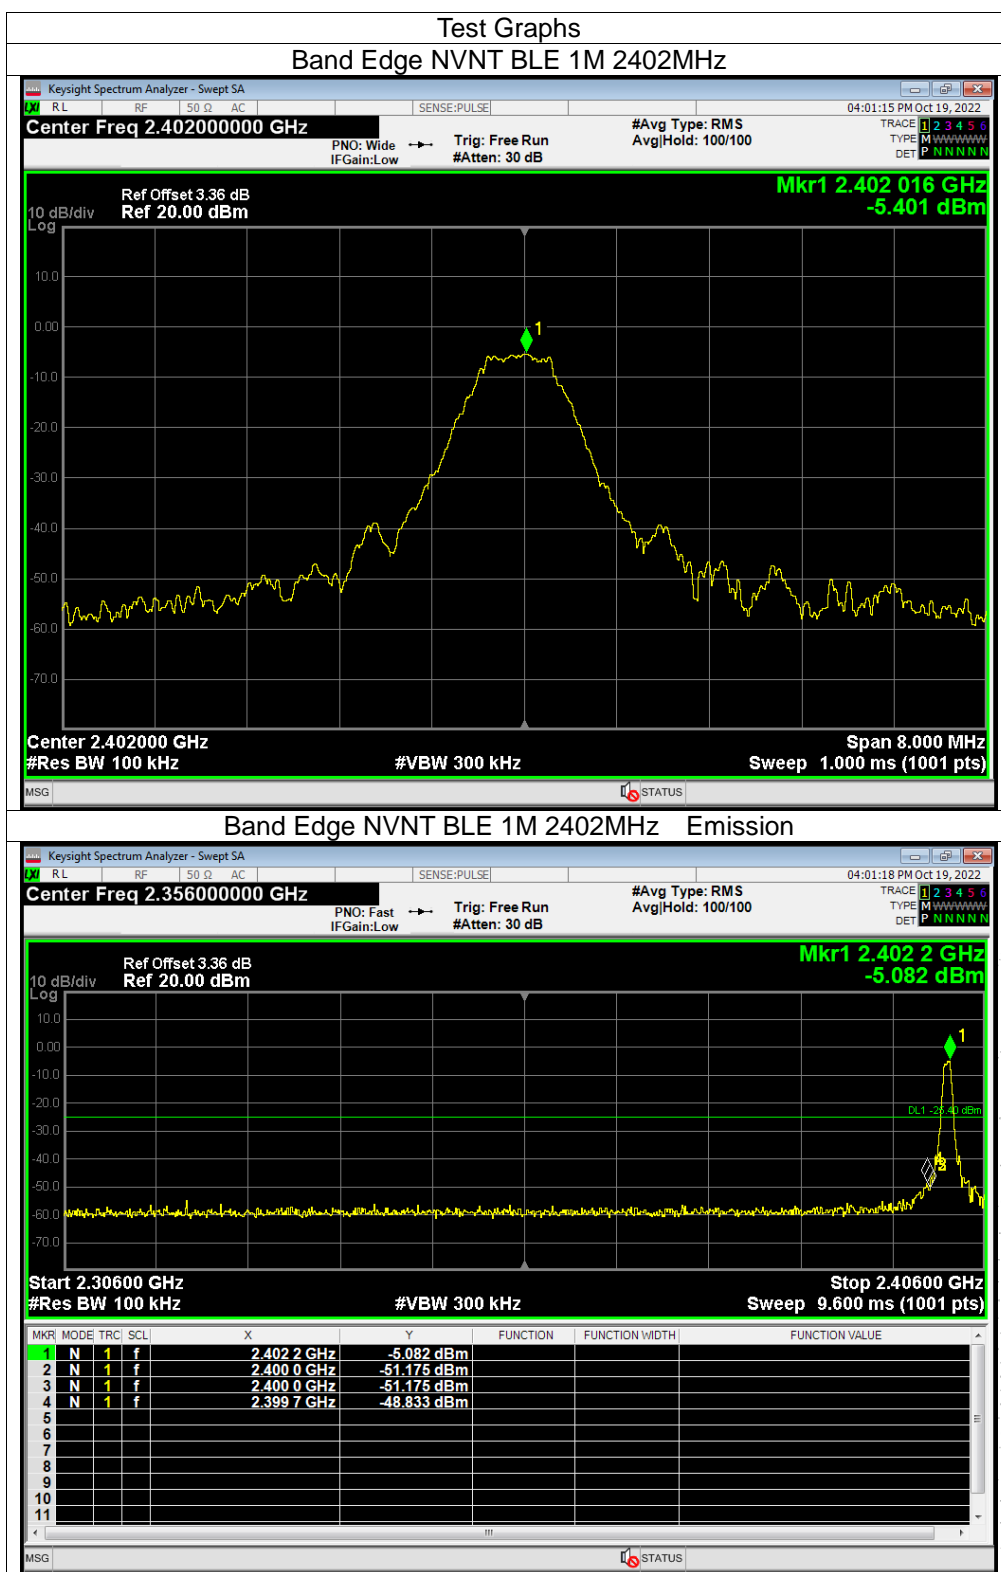 Test Graphs
Band Edge NVNT BLE 1M 2402MHz
Keysight Spectrum Analyzer - Swept SA
LXI RL RF 50 Ω AC SENSE:PULSE 04:01:15 PM Oct 19, 2022
Center Freq 2.402000000 GHz
PNO: Wide
IFGain:Low
Trig: Free Run
#Atten: 30 dB
#Avg Type: RMS
Avg|Hold: 100/100
TRACE 1 2 3 4 5 6
TYPE M WWWWW
DET P N N N N N
Mkr1 2.402 016 GHz
-5.401 dBm
Ref Offset 3.36 dB
10 dB/div Ref 20.00 dBm
Log
10.0
0.00
1
-10.0
-20.0
-30.0
-40.0
-50.0
-60.0
-70.0
Center 2.402000 GHz Span 8.000 MHz
#Res BW 100 kHz #VBW 300 kHz Sweep 1.000 ms (1001 pts)
MSG STATUS
Band Edge NVNT BLE 1M 2402MHz Emission
Keysight Spectrum Analyzer - Swept SA
LXI RL RF 50 Ω AC SENSE:PULSE 04:01:18 PM Oct 19, 2022
Center Freq 2.356000000 GHz
PNO: Fast
IFGain:Low
Trig: Free Run
#Atten: 30 dB
#Avg Type: RMS
Avg|Hold: 100/100
TRACE 1 2 3 4 5 6
TYPE M WWWWW
DET P N N N N N
Mkr1 2.402 2 GHz
-5.082 dBm
Ref Offset 3.36 dB
10 dB/div Ref 20.00 dBm
Log
10.0
0.00
1
-10.0
-20.0
DL1 -25.40 dBm
-30.0
-40.0
-50.0
-60.0
-70.0
Start 2.30600 GHz Stop 2.40600 GHz
#Res BW 100 kHz #VBW 300 kHz Sweep 9.600 ms (1001 pts)
MKR MODE TRC SCL X Y FUNCTION FUNCTION WIDTH FUNCTION VALUE
1 N 1 f 2.402 2 GHz -5.082 dBm
2 N 1 f 2.400 0 GHz -51.175 dBm
3 N 1 f 2.400 0 GHz -51.175 dBm
4 N 1 f 2.399 7 GHz -48.833 dBm
5
6
7
8
9
10
11
MSG STATUS